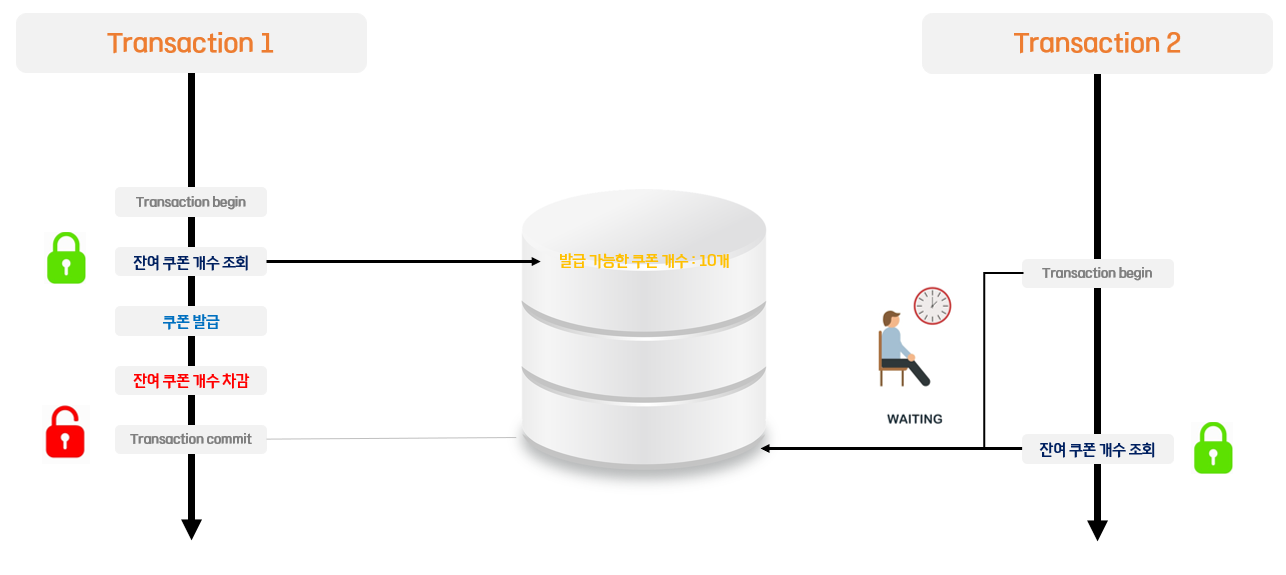 Transaction 1
Transaction begin
잔여 쿠폰 개수 조회
쿠폰 발급
잔여 쿠폰 개수 차감
Transaction commit
발급 가능한 쿠폰 개수 : 10개
WAITING
Transaction 2
Transaction begin
잔여 쿠폰 개수 조회